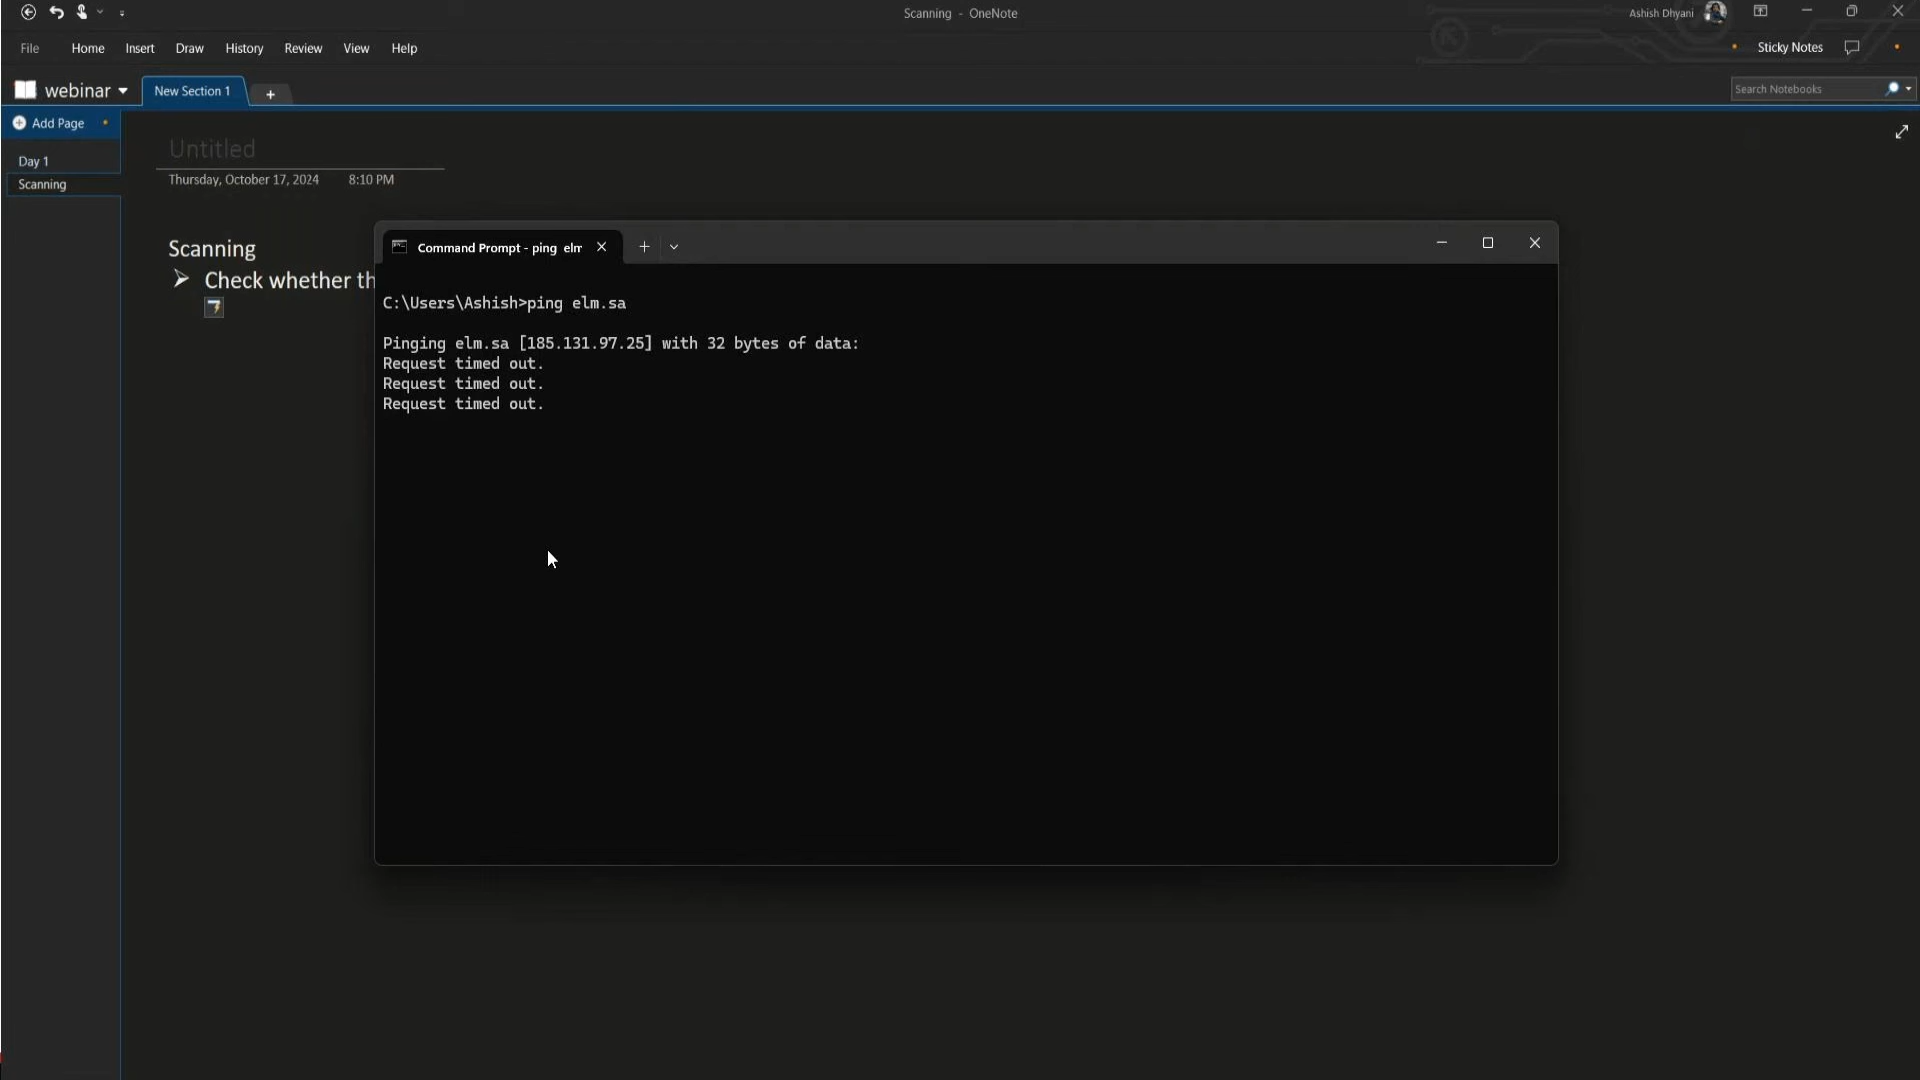 Scanning - OneNote
Ashish Dhyani
File Home Insert Draw History Review View Help
Sticky Notes
webinar
New Section 1
Search Notebooks
Add Page
Day 1
Scanning
Untitled
Thursday, October 17, 2024 8:10 PM
Scanning
Check whether th
Command Prompt - ping elm
C:\Users\Ashish>ping elm.sa
Pinging elm.sa [185.131.97.25] with 32 bytes of data:
Request timed out.
Request timed out.
Request timed out.